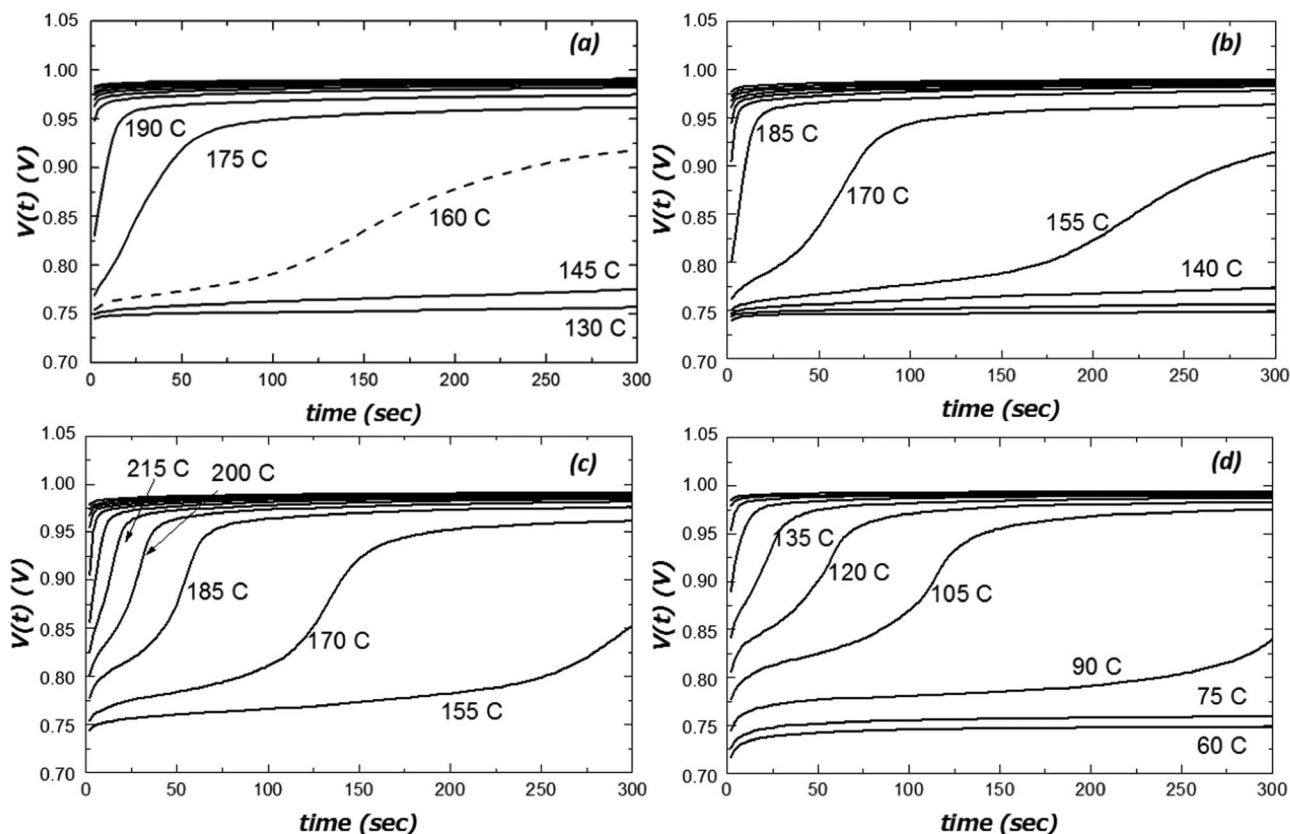 (a)
V(t) (V)
1.05
1.00
0.95
0.90
0.85
0.80
0.75
0.70
190 C
175 C
160 C
145 C
130 C
0
50
100
150
200
250
300
time (sec)
(b)
V(t) (V)
1.05
1.00
0.95
0.90
0.85
0.80
0.75
0.70
185 C
170 C
155 C
140 C
0
50
100
150
200
250
300
time (sec)
(c)
V(t) (V)
1.05
1.00
0.95
0.90
0.85
0.80
0.75
0.70
215 C
200 C
185 C
170 C
155 C
0
50
100
150
200
250
300
time (sec)
(d)
V(t) (V)
1.05
1.00
0.95
0.90
0.85
0.80
0.75
0.70
135 C
120 C
105 C
90 C
75 C
60 C
0
50
100
150
200
250
300
time (sec)